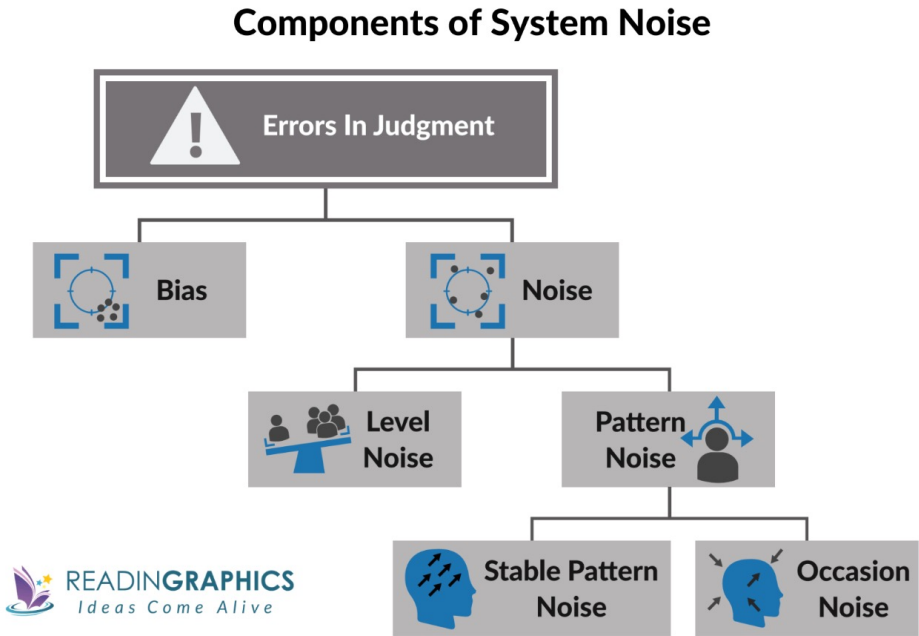 Components of System Noise
Errors In Judgment
Bias
Noise
Level
Noise
Pattern
Noise
Stable Pattern
Noise
Occasion
Noise
READINGRAPHICS
Ideas Come Alive